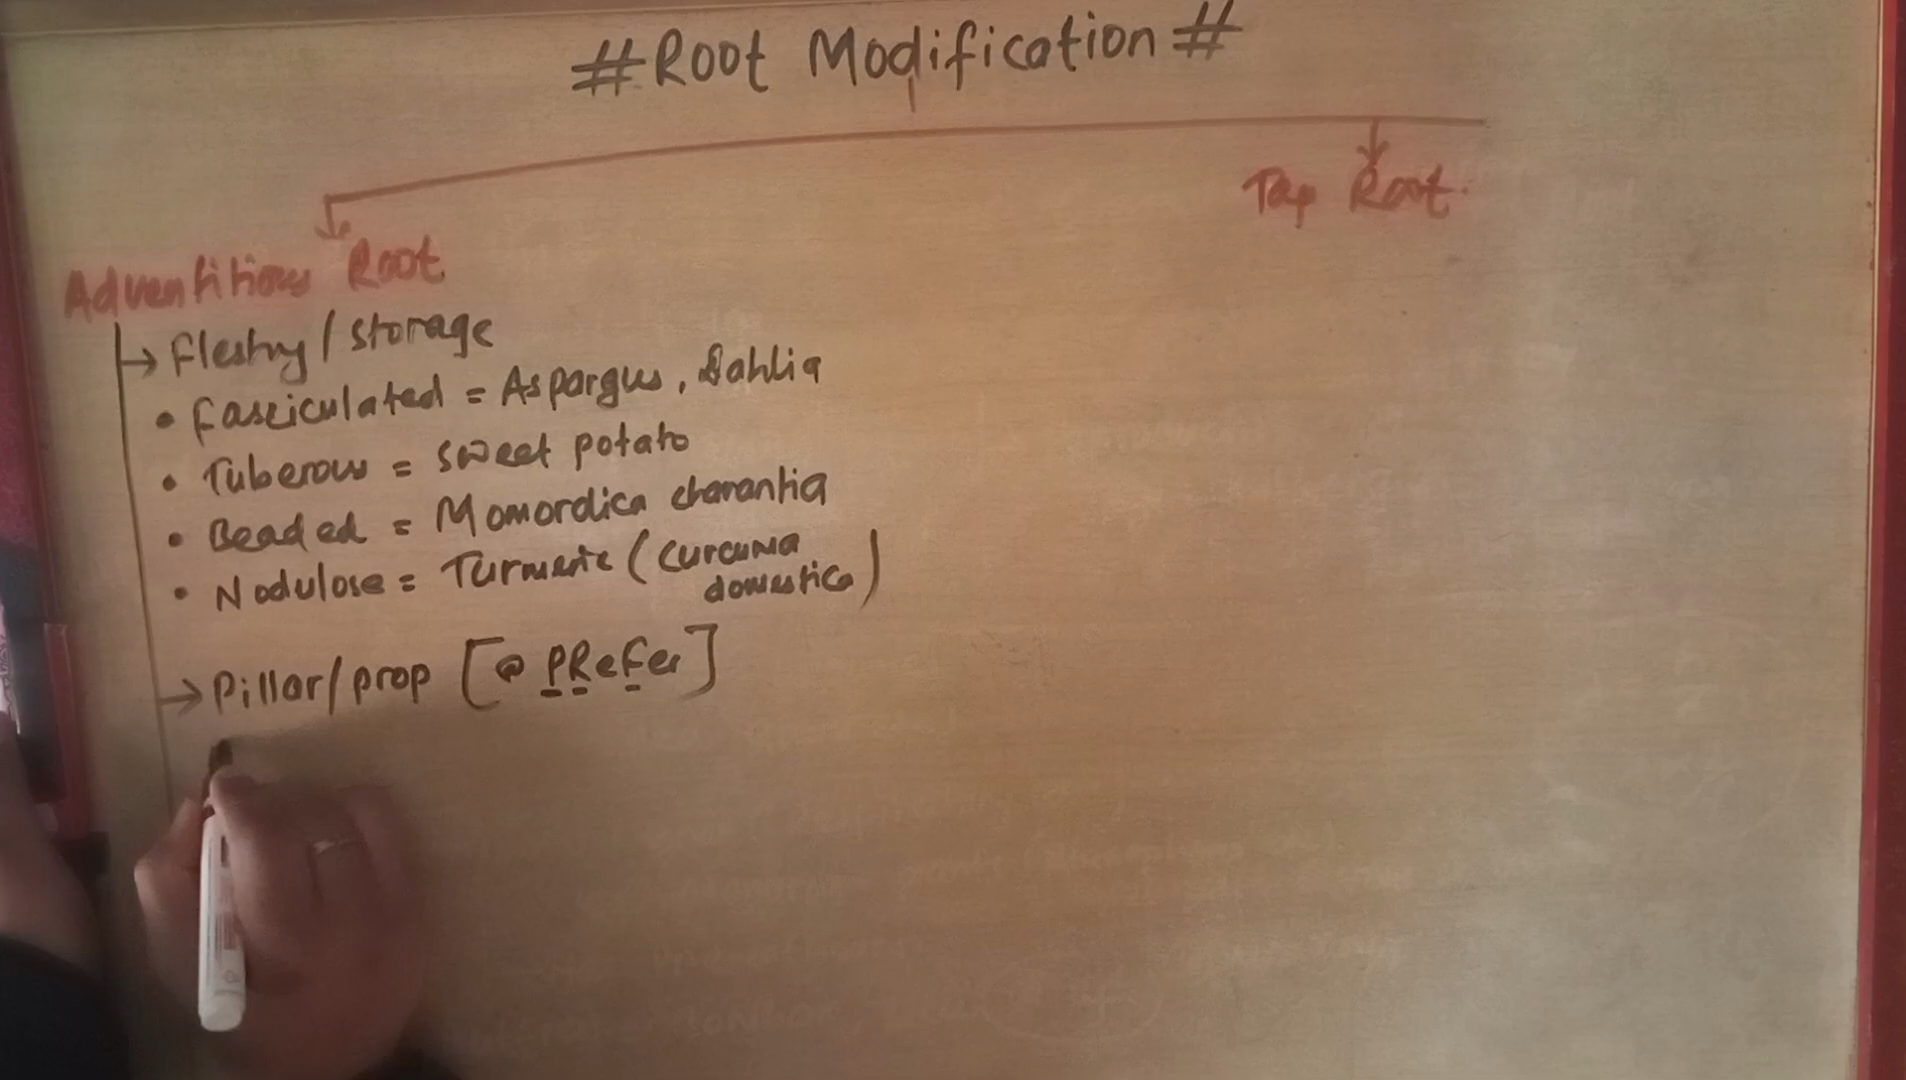 #Root Modification#
Tap Root
Adventitious Root
Fleshy / storage
• Fasciculated = Aspargus, Dahlia
• Tuberous = sweet potato
• Beaded = Momordica charantia
• Nodulose = Turmeric (curcuma
domestica)
Pillar/prop [@ PRefer]